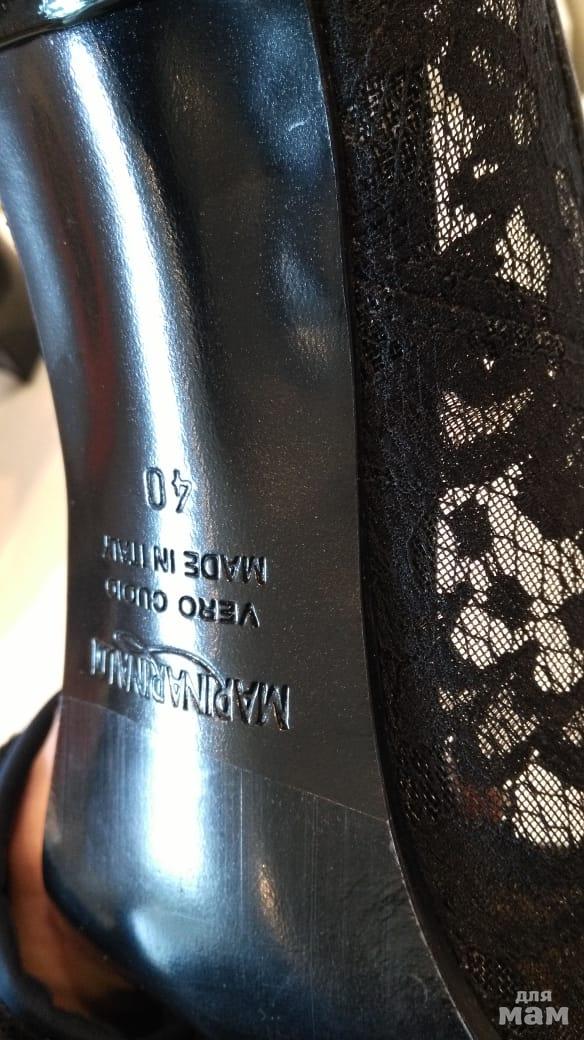 MARINARINALDI
VERO CUOIO
MADE IN ITALY
40
для
мам